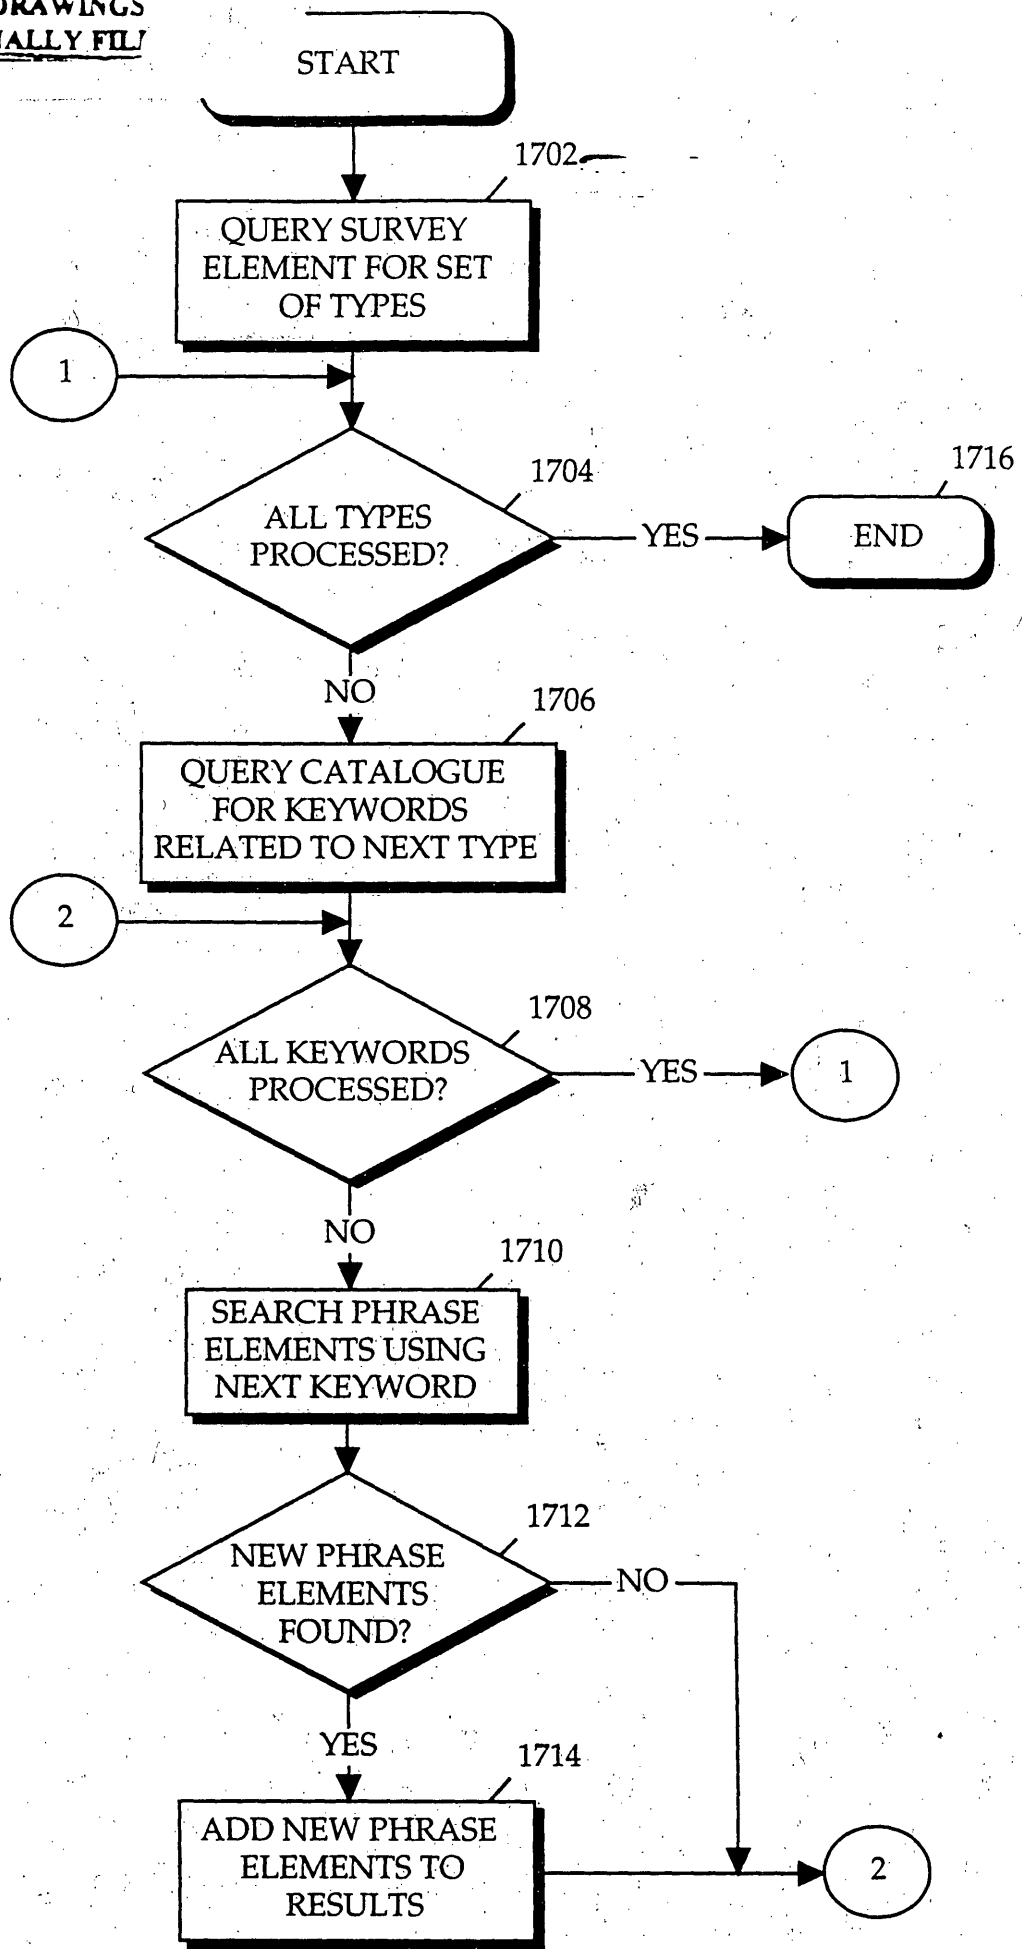 DRAWINGS
START
1702
QUERY SURVEY
ELEMENT FOR SET
OF TYPES
1
1704
ALL TYPES
PROCESSED?
YES
1716
END
NO
1706
QUERY CATALOGUE
FOR KEYWORDS
RELATED TO NEXT TYPE
2
1708
ALL KEYWORDS
PROCESSED?
YES
1
NO
1710
SEARCH PHRASE
ELEMENTS USING
NEXT KEYWORD
1712
NEW PHRASE
ELEMENTS
FOUND?
NO
YES
1714
ADD NEW PHRASE
ELEMENTS TO
RESULTS
2